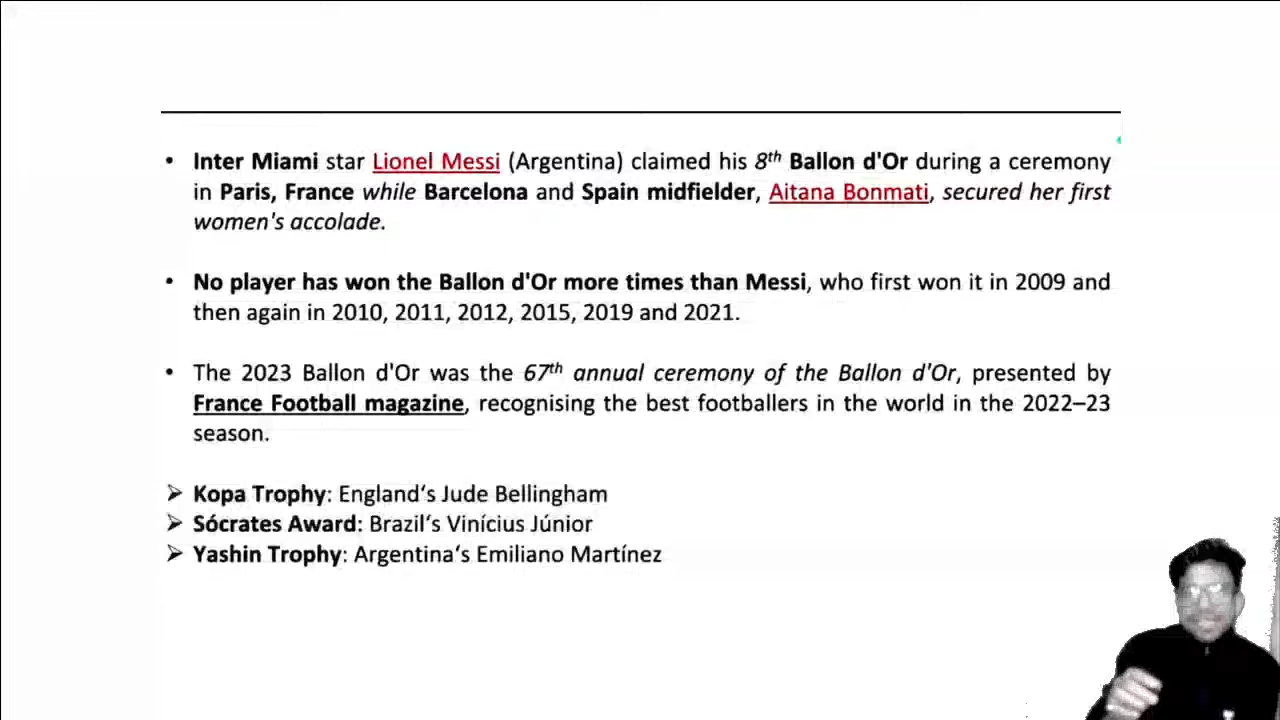 • Inter Miami star Lionel Messi (Argentina) claimed his 8th Ballon d'Or during a ceremony
in Paris, France while Barcelona and Spain midfielder, Aitana Bonmati, secured her first
women's accolade.
• No player has won the Ballon d'Or more times than Messi, who first won it in 2009 and
then again in 2010, 2011, 2012, 2015, 2019 and 2021.
• The 2023 Ballon d'Or was the 67th annual ceremony of the Ballon d'Or, presented by
France Football magazine, recognising the best footballers in the world in the 2022–23
season.
➢ Kopa Trophy: England‘s Jude Bellingham
➢ Sócrates Award: Brazil‘s Vinícius Júnior
➢ Yashin Trophy: Argentina‘s Emiliano Martínez